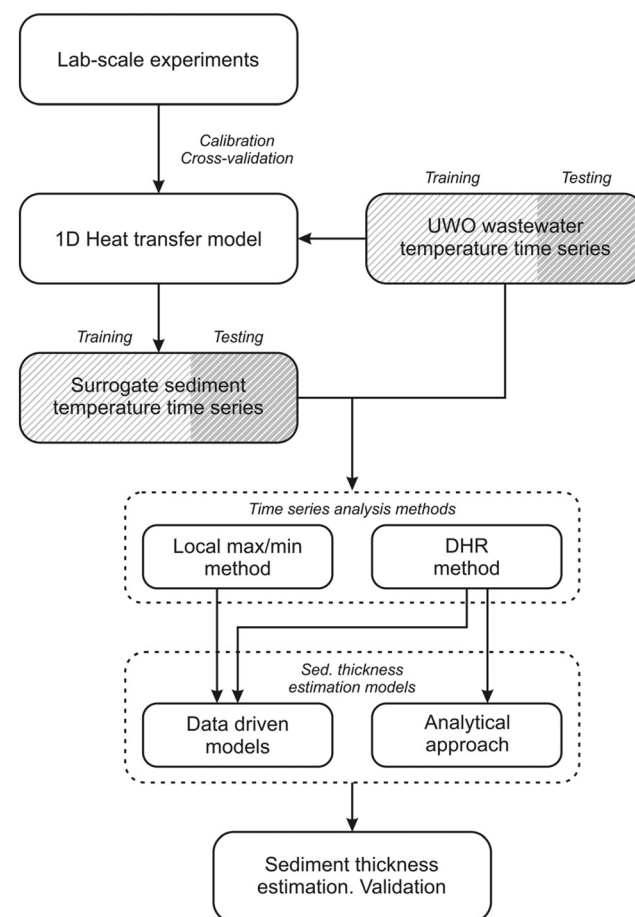 Lab-scale experiments
Calibration
Cross-validation
Training
Testing
1D Heat transfer model
UWO wastewater
temperature time series
Training
Testing
Surrogate sediment
temperature time series
Time series analysis methods
Local max/min
method
DHR
method
Sed. thickness
estimation models
Data driven
models
Analytical
approach
Sediment thickness
estimation. Validation